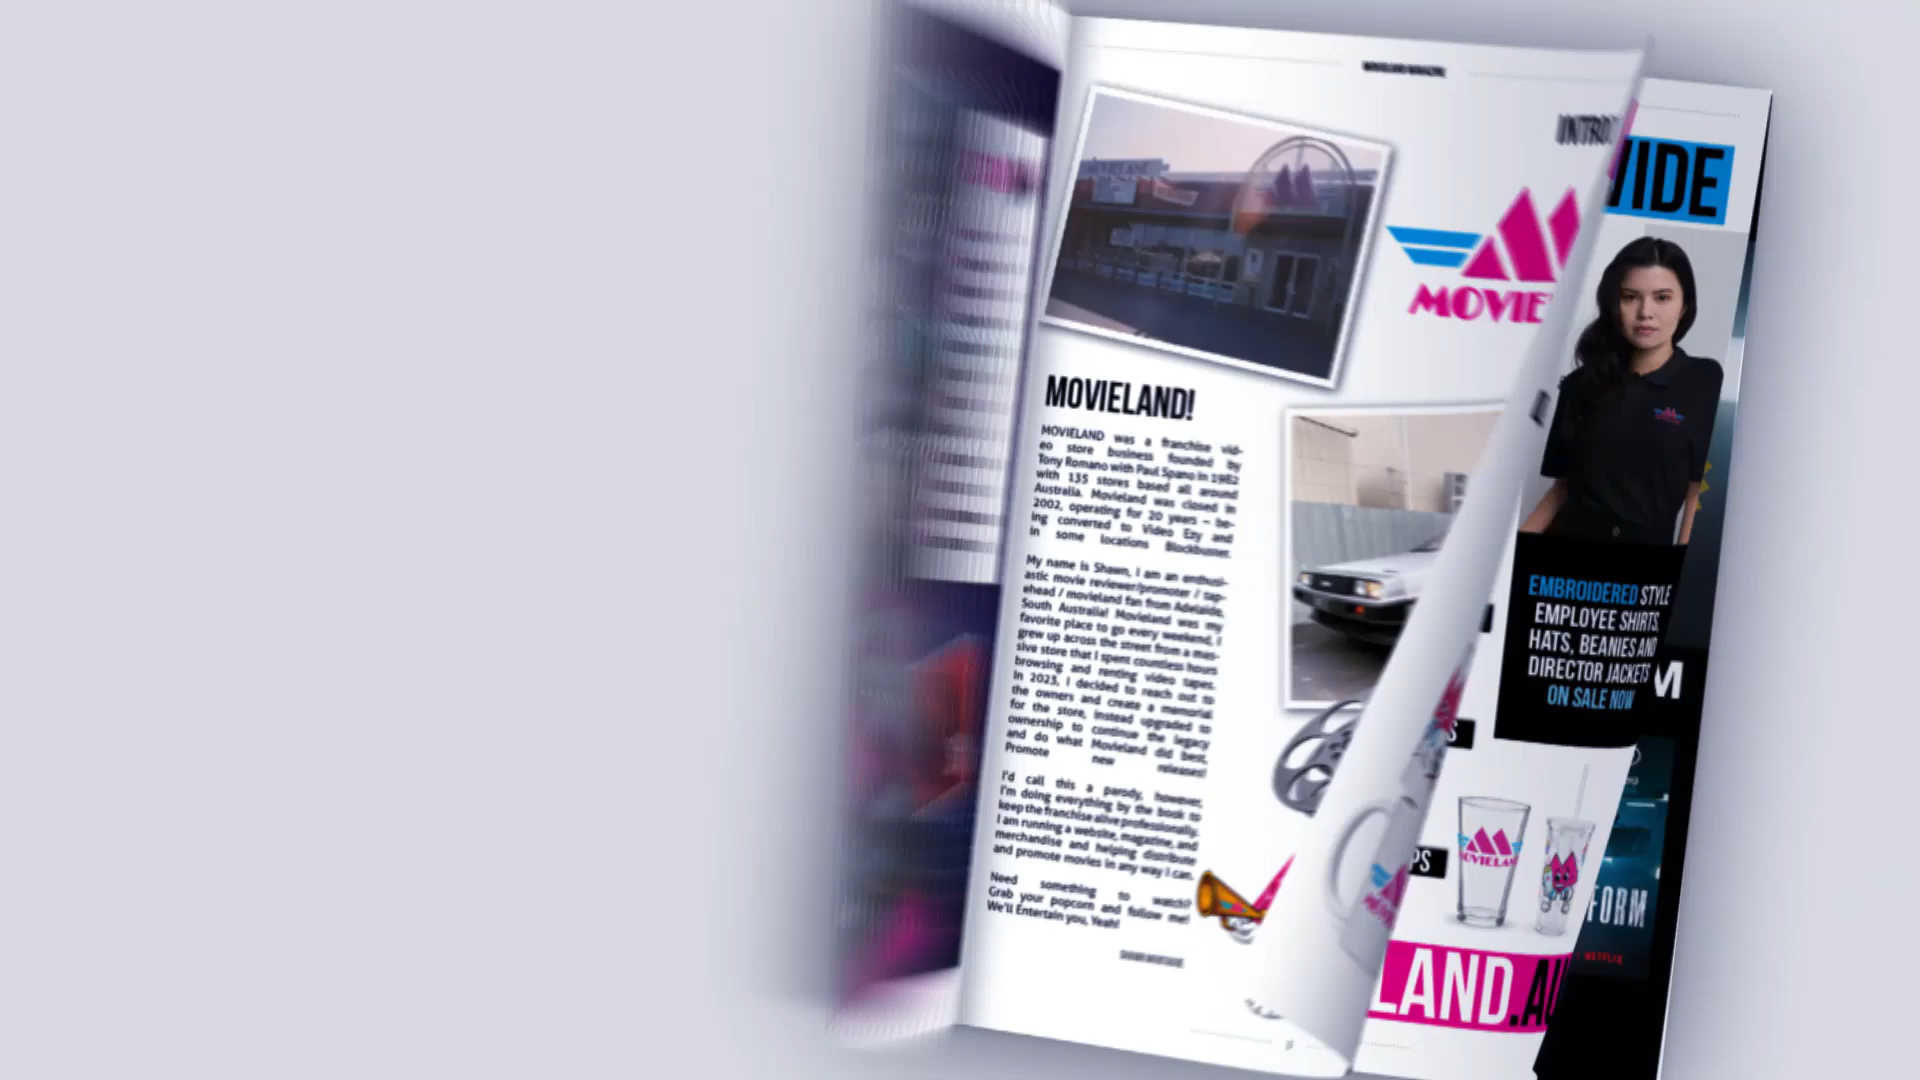 MOVIELAND MAGAZINE
MOVIELAND!
MOVIELAND was a franchise vid-
eo store business founded by
Tony Romano with Paul Spano in 1982
with 135 stores based all around
Australia. Movieland was closed in
2002, operating for 20 years – be-
ing converted to Video Ezy and
in some locations Blockbuster.
My name is Shawn, I am an enthusi-
astic movie reviewer/promoter / tap-
ehead / movieland fan from Adelaide,
South Australia! Movieland was my
favorite place to go every weekend, I
grew up across the street from a mas-
sive store that I spent countless hours
browsing and renting video tapes.
In 2023, I decided to reach out to
the owners and create a memorial
for the store, instead upgraded to
ownership to continue the legacy
and do what Movieland did best,
Promote new releases!
I'd call this a parody, however,
I'm doing everything by the book to
keep the franchise alive professionally.
I am running a website, magazine, and
merchandise and helping distribute
and promote movies in any way I can.
Need something to watch?
Grab your popcorn and follow me!
We'll Entertain you, Yeah!
INTRO
MOVIE
VIDE
EMBROIDERED STYLE
EMPLOYEE SHIRTS,
HATS, BEANIES AND
DIRECTOR JACKETS
ON SALE NOW
M
S
PS
MOVIELAN
FORM
NETFLIX
LAND.AU